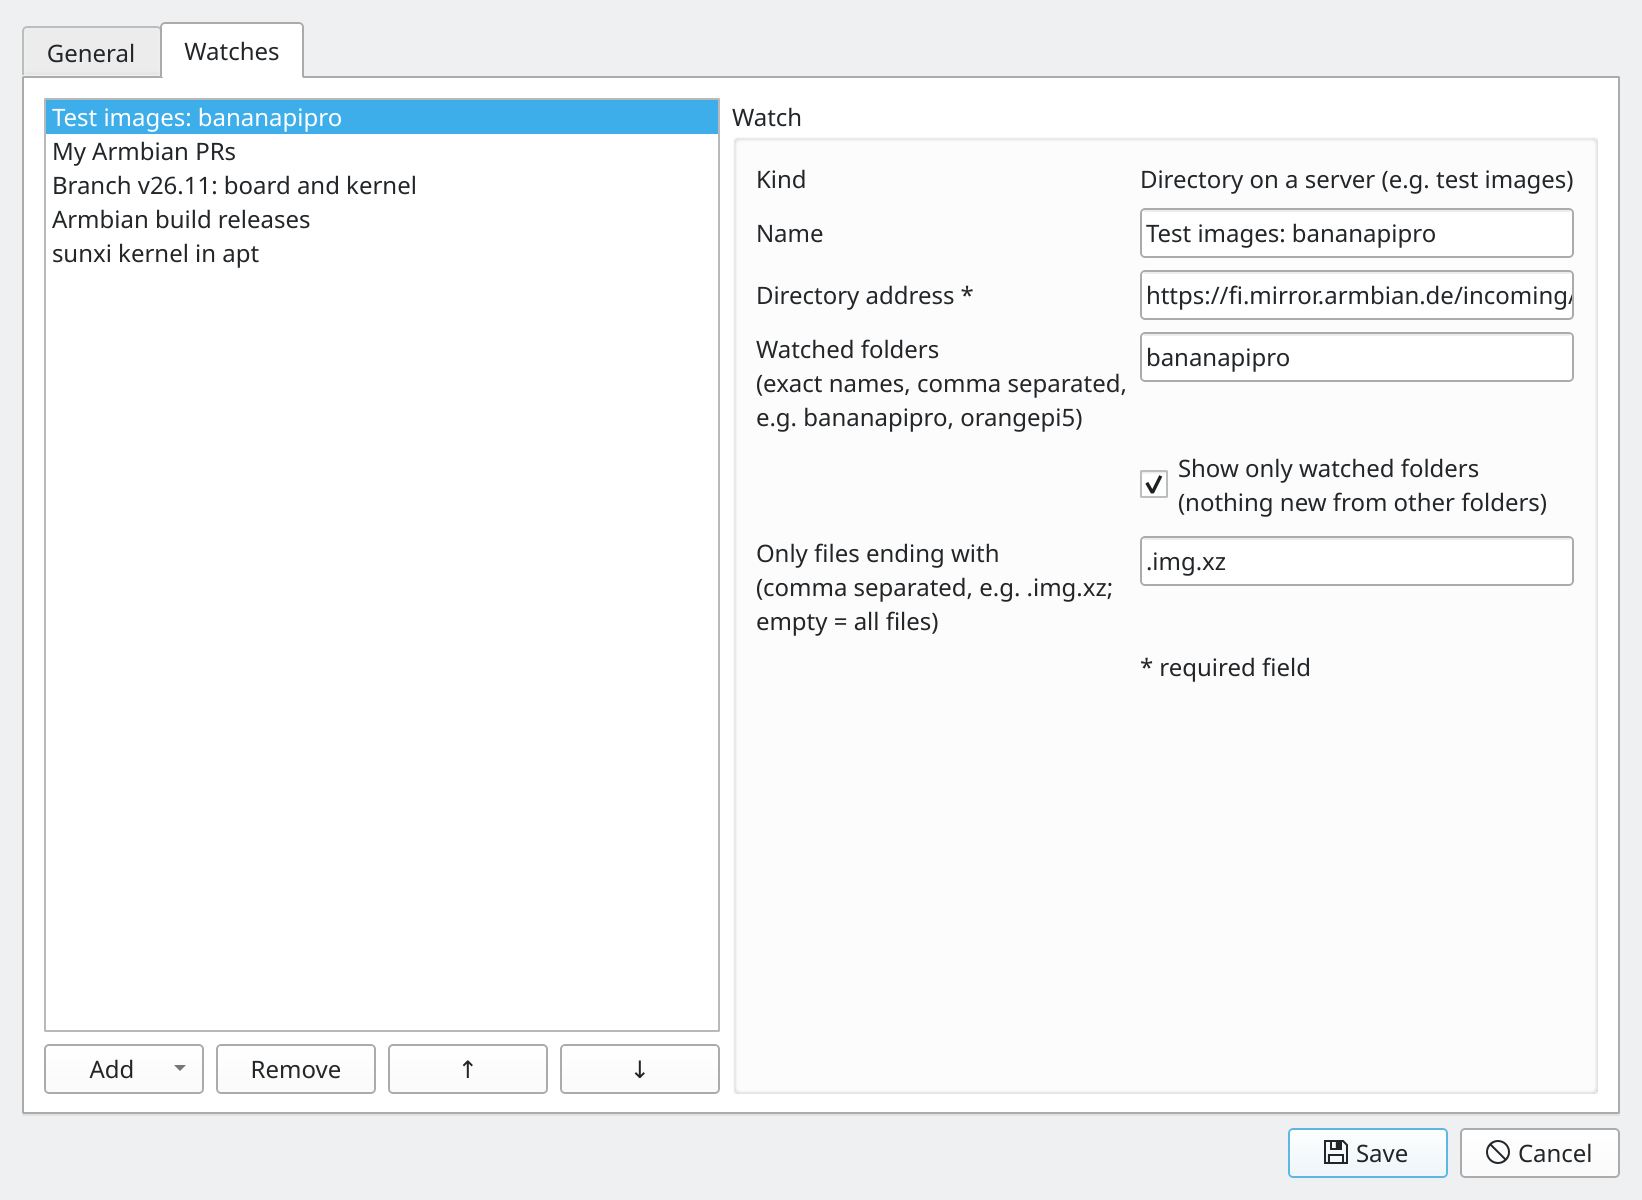 General
Watches
Test images: bananapipro
My Armbian PRs
Branch v26.11: board and kernel
Armbian build releases
sunxi kernel in apt
Add
Remove
↑
↓
Watch
Kind
Directory on a server (e.g. test images)
Name
Test images: bananapipro
Directory address *
https://fi.mirror.armbian.de/incoming/
Watched folders
(exact names, comma separated,
e.g. bananapipro, orangepi5)
bananapipro
Show only watched folders
(nothing new from other folders)
Only files ending with
(comma separated, e.g. .img.xz;
empty = all files)
.img.xz
* required field
Save
Cancel